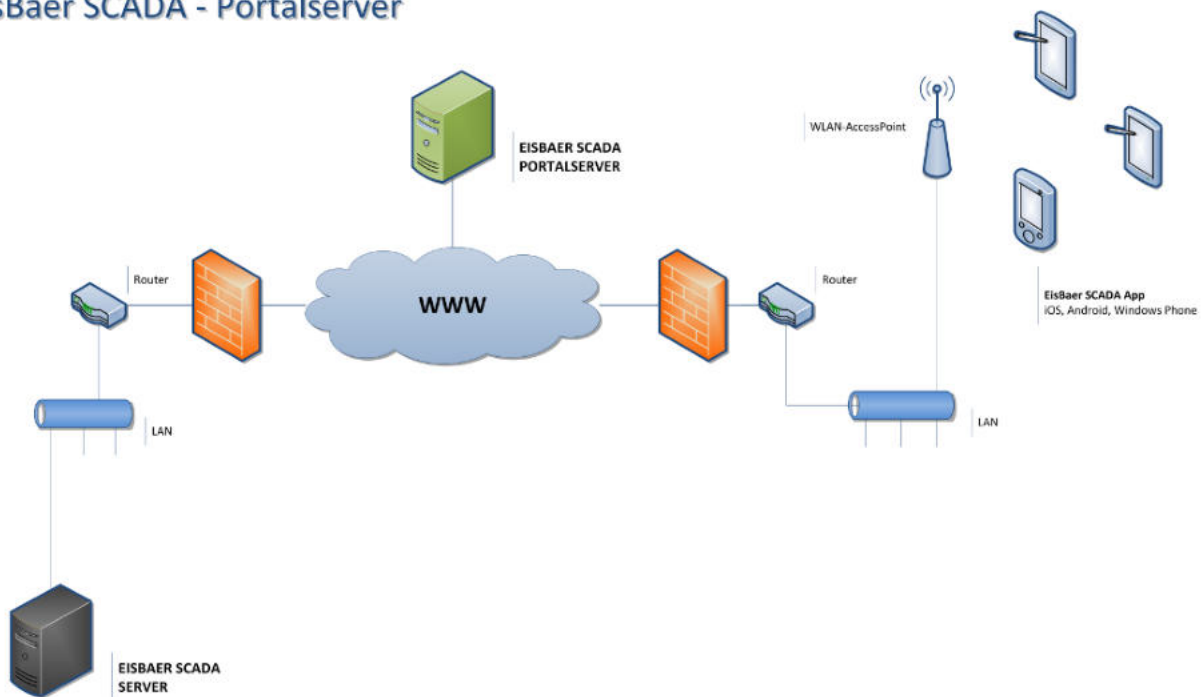 sBaer SCADA - Portalserver
WLAN-AccessPoint
EISBAER SCADA
PORTALSERVER
Router
WWW
Router
EisBaer SCADA App
iOS, Android, Windows Phone
LAN
LAN
EISBAER SCADA
SERVER